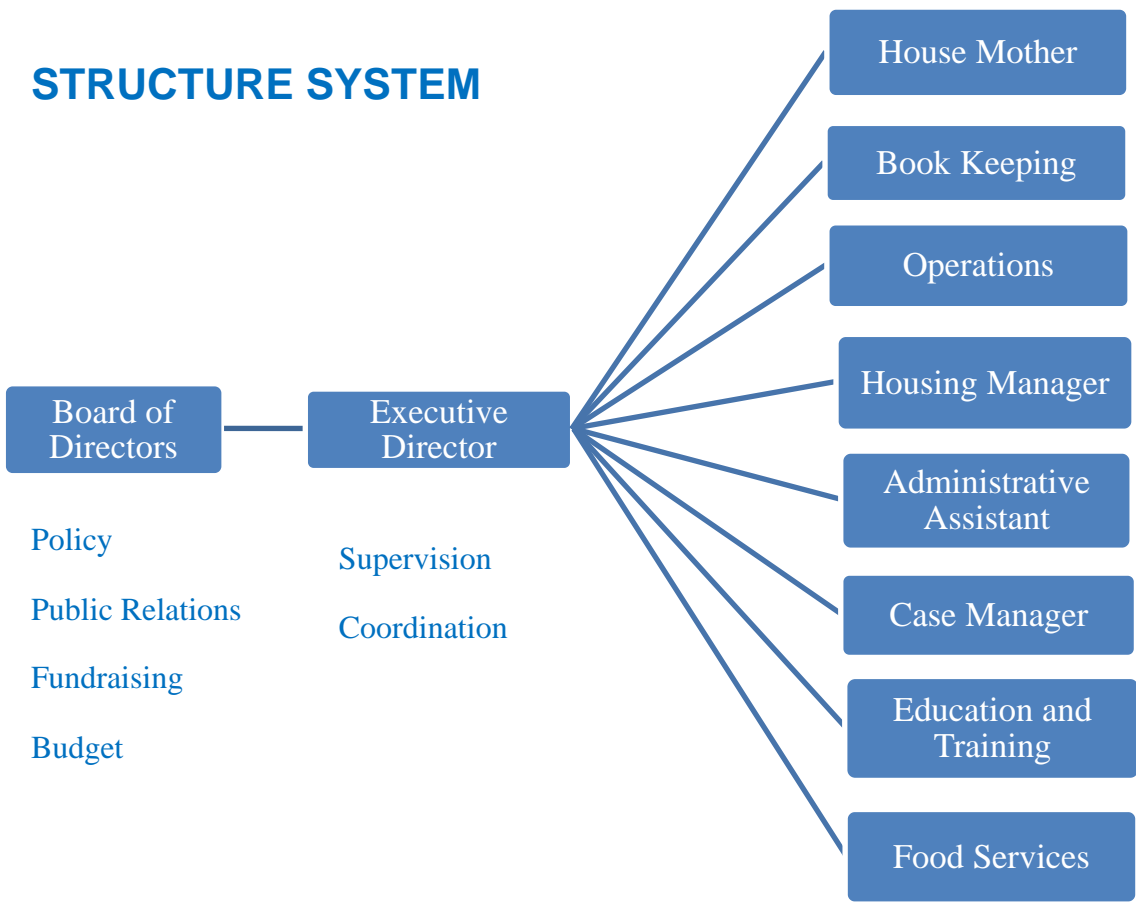 STRUCTURE SYSTEM
House Mother
Book Keeping
Operations
Housing Manager
Board of
Directors
Executive
Director
Administrative
Assistant
Policy
Public Relations
Fundraising
Budget
Supervision
Coordination
Case Manager
Education and
Training
Food Services